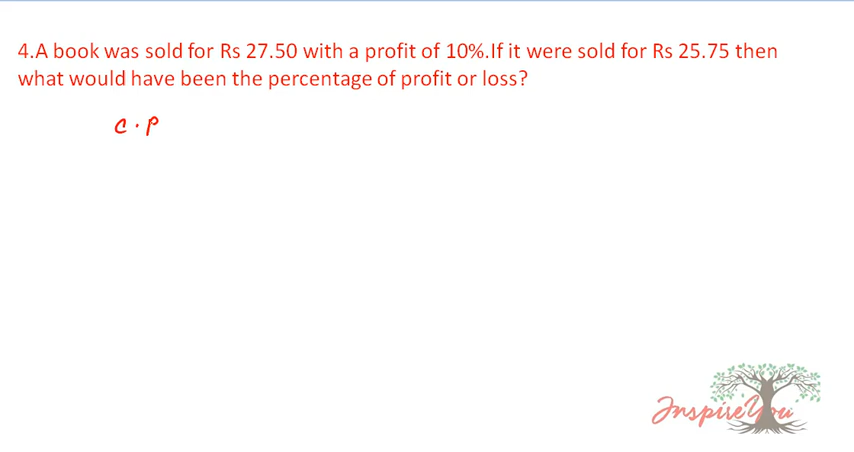 4.A book was sold for Rs 27.50 with a profit of 10%.If it were sold for Rs 25.75 then
what would have been the percentage of profit or loss?
C.P
InspireYou